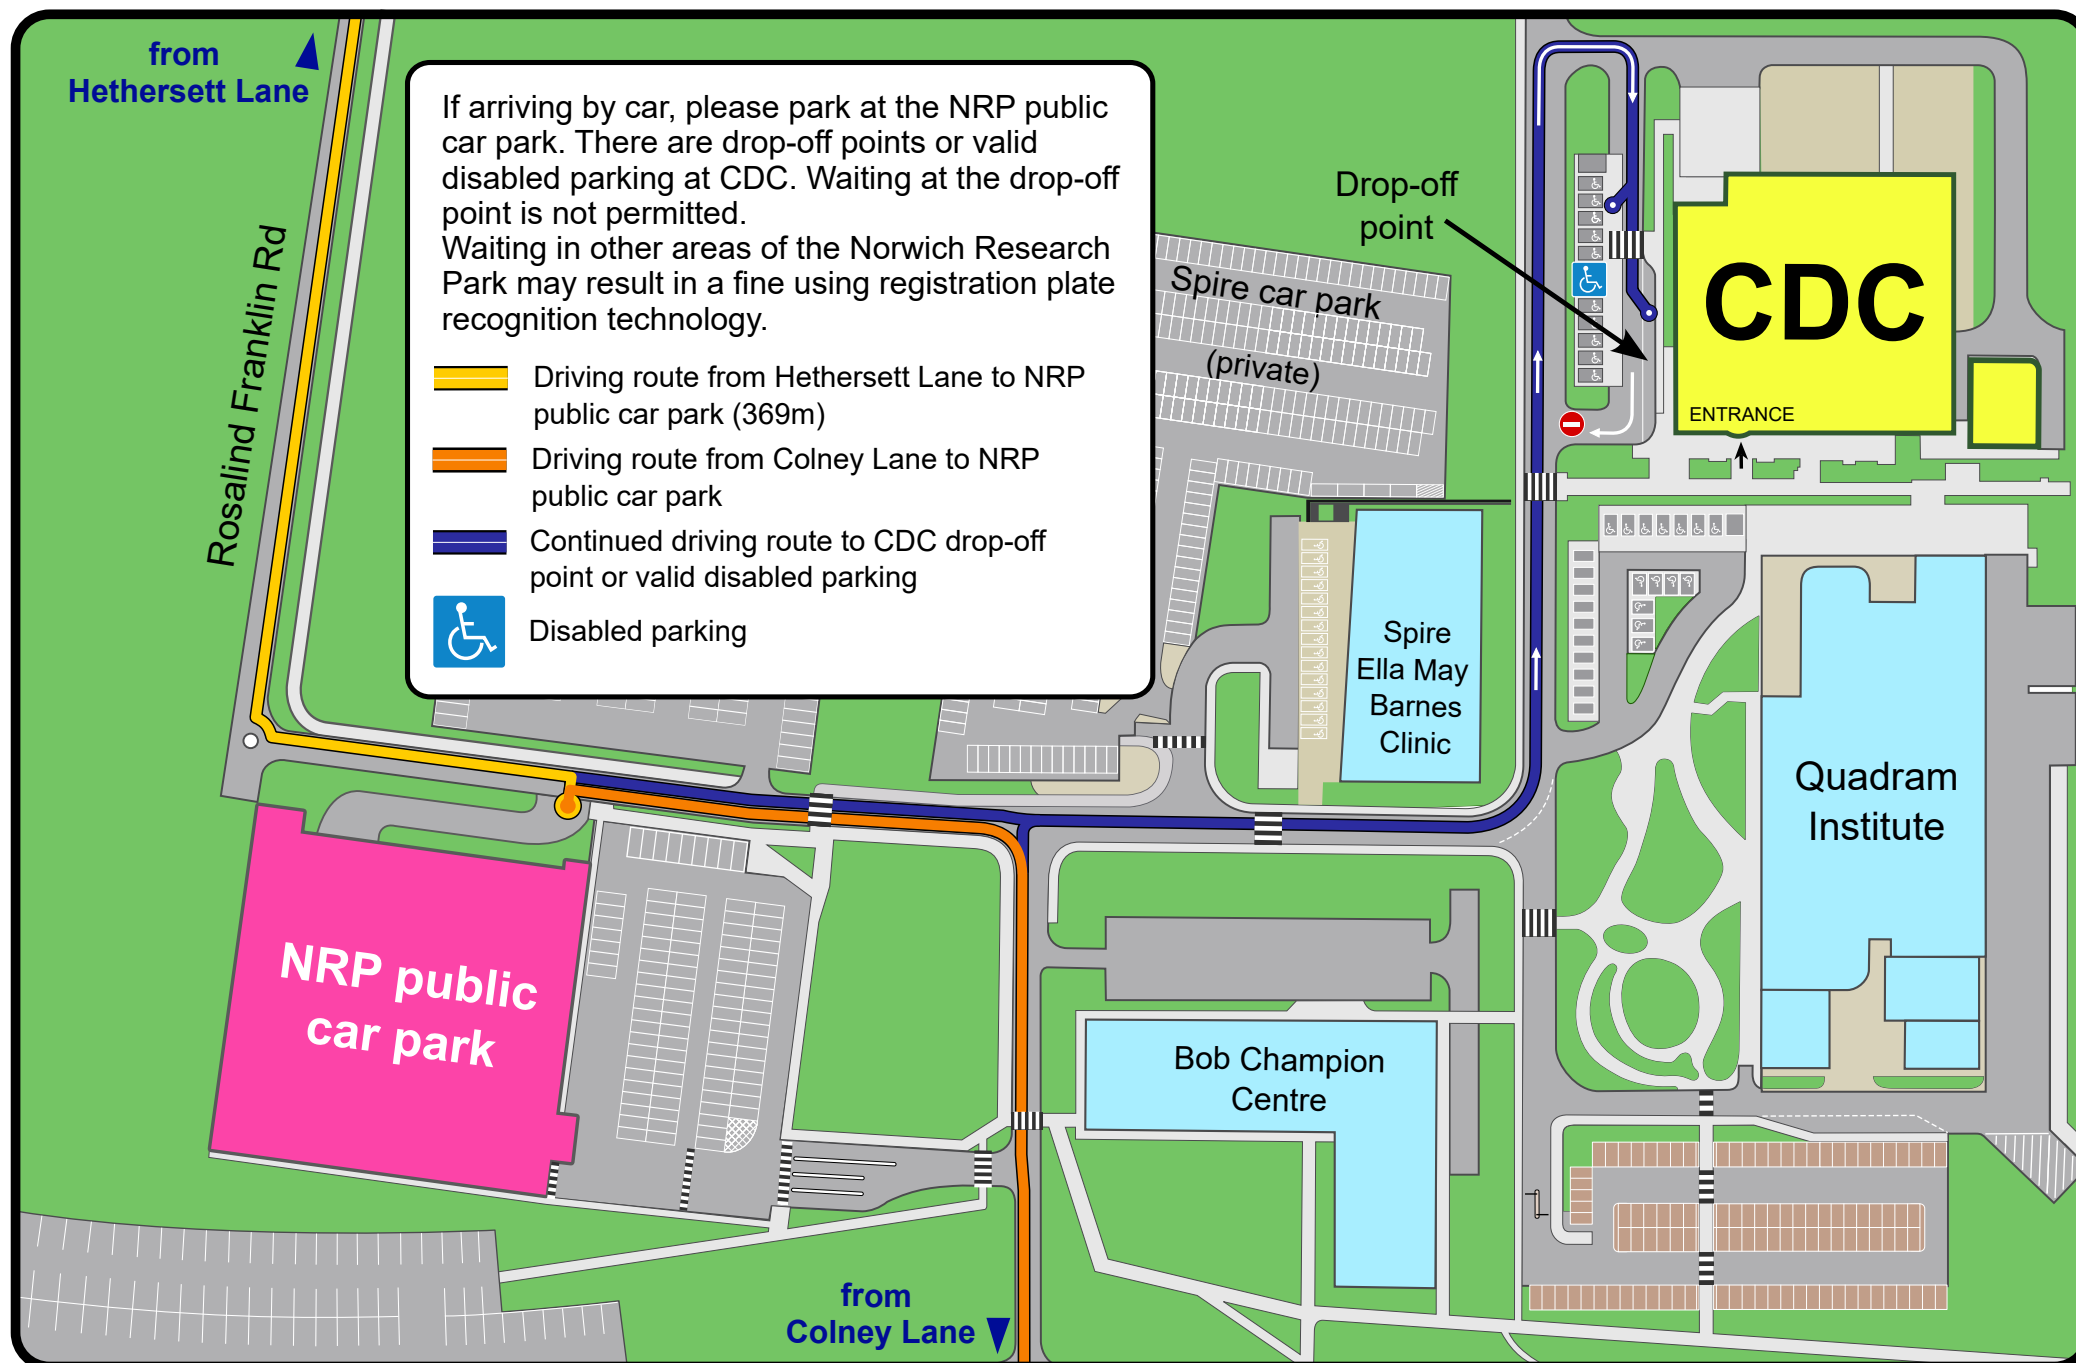 from
Hethersett Lane
If arriving by car, please park at the NRP public
car park. There are drop-off points or valid
disabled parking at CDC. Waiting at the drop-off
point is not permitted.
Waiting in other areas of the Norwich Research
Park may result in a fine using registration plate
recognition technology.
Driving route from Hethersett Lane to NRP
public car park (369m)
Driving route from Colney Lane to NRP
public car park
Continued driving route to CDC drop-off
point or valid disabled parking
Disabled parking
Rosalind Franklin Rd
Drop-off
point
Spire car park
(private)
CDC
ENTRANCE
Spire
Ella May
Barnes
Clinic
Quadram
Institute
NRP public
car park
Bob Champion
Centre
from
Colney Lane